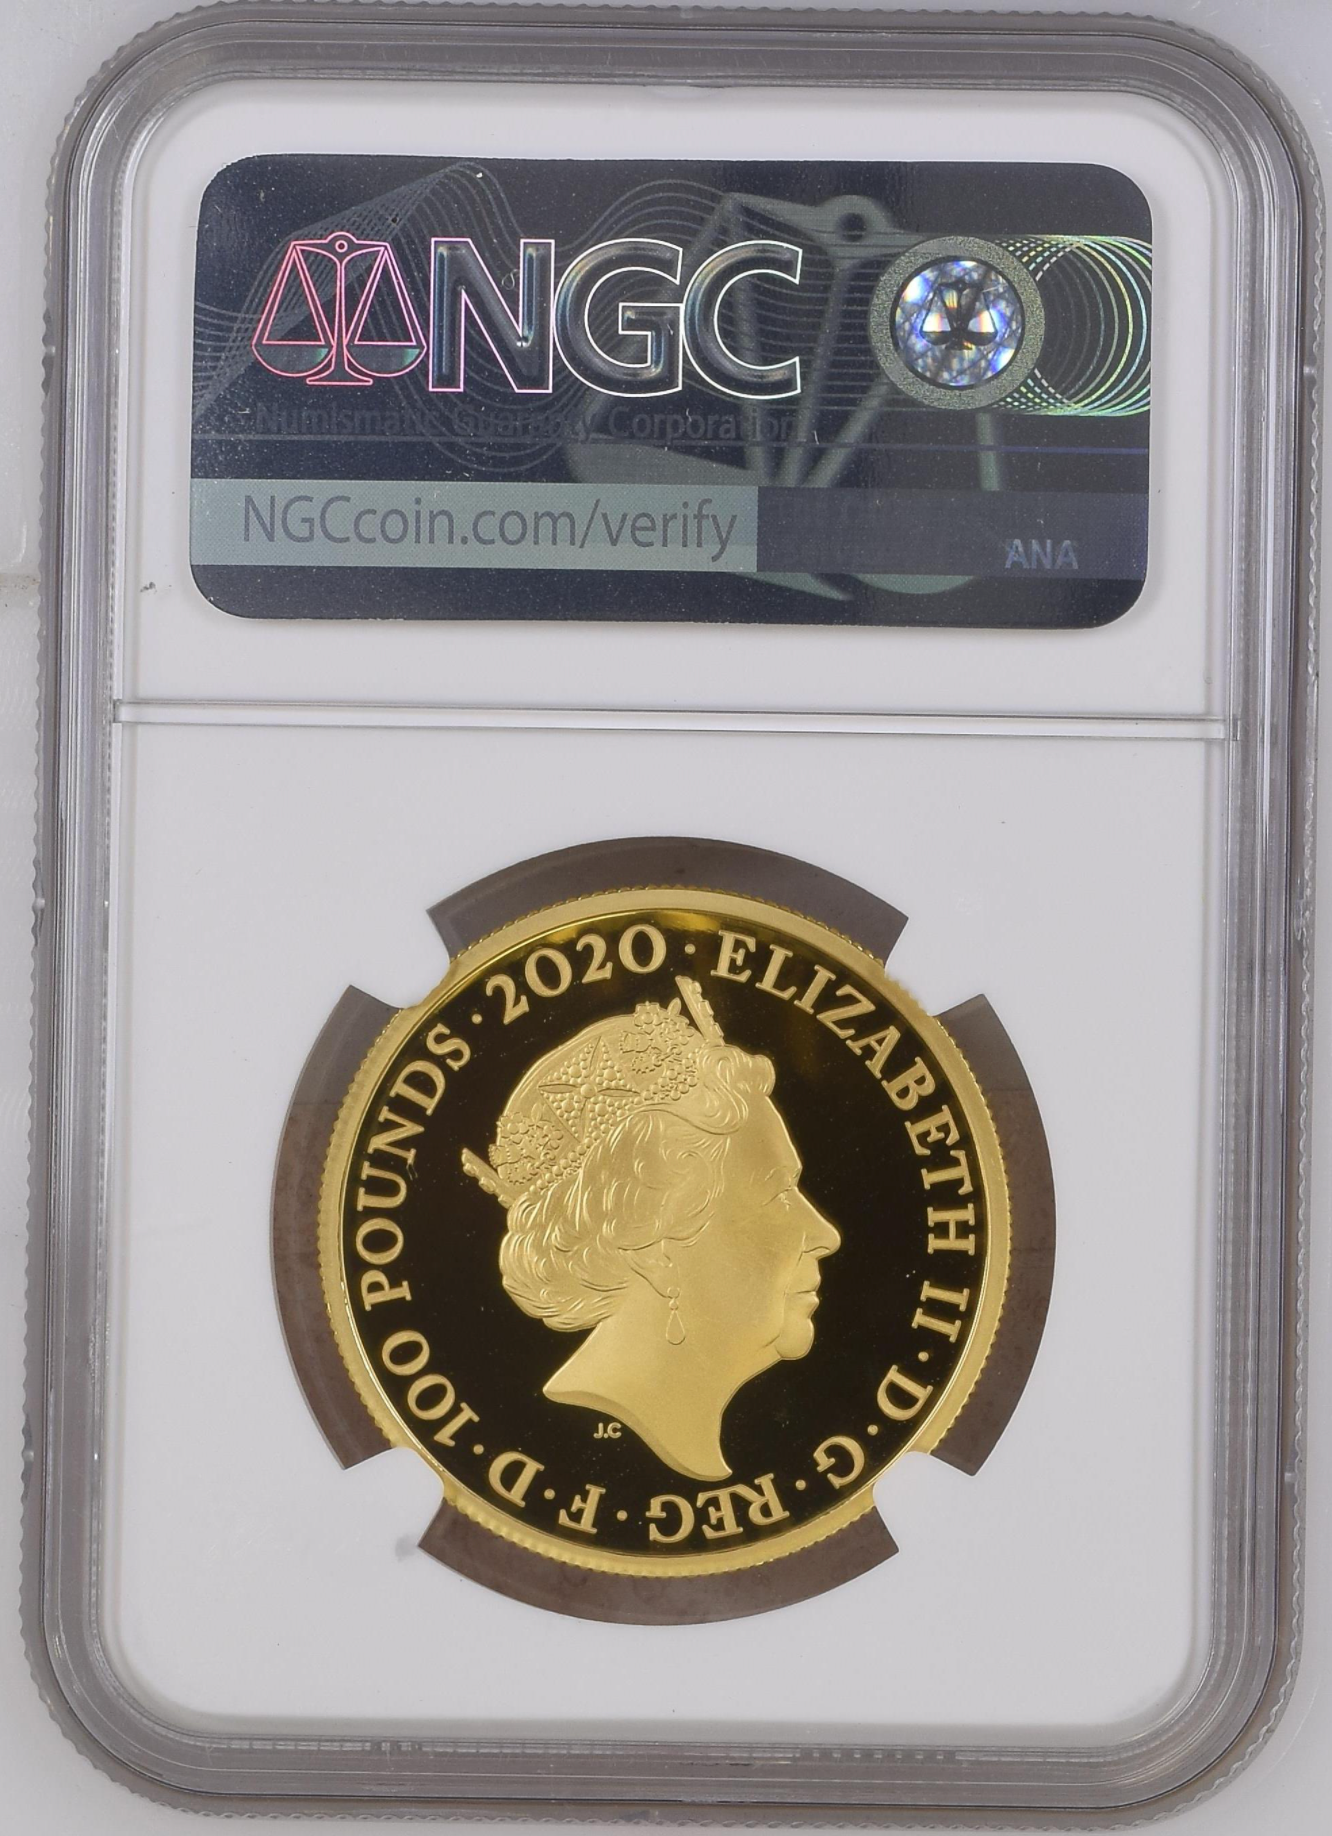 NGC
Numismatic Guaranty Corporation
NGCcoin.com/verify
ANA
ELIZABETH II · D · G · REG · F · D · 100 POUNDS · 2020 ·
J.C